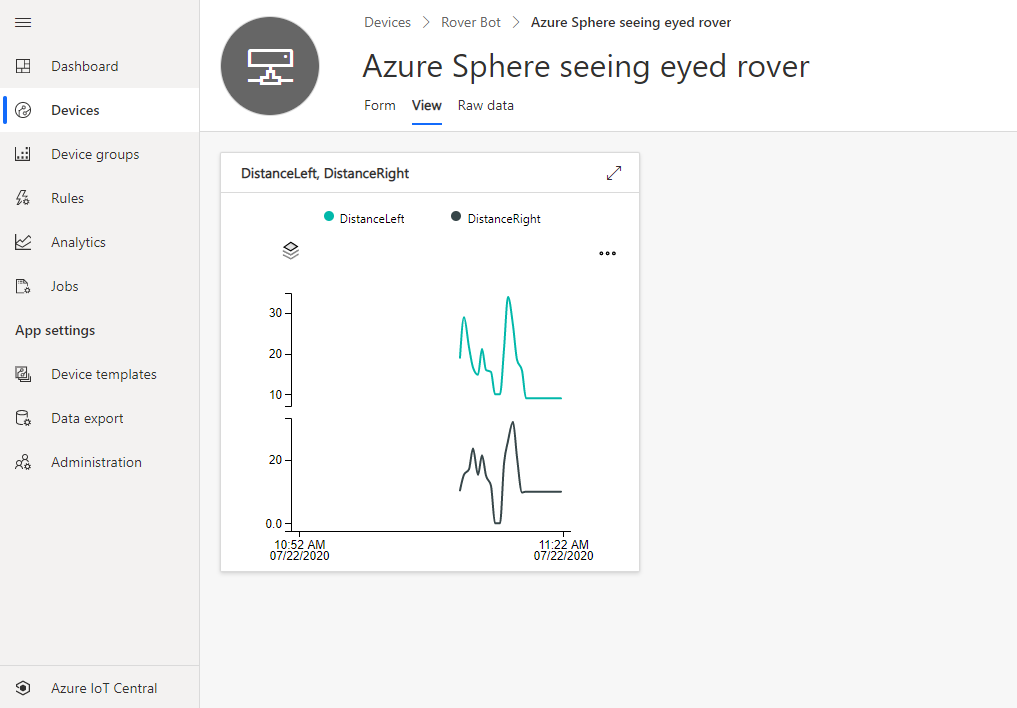 Dashboard
Devices
Device groups
Rules
Analytics
Jobs
App settings
Device templates
Data export
Administration
Azure IoT Central
Devices > Rover Bot > Azure Sphere seeing eyed rover
Azure Sphere seeing eyed rover
Form View Raw data
DistanceLeft, DistanceRight
DistanceLeft DistanceRight
30
20
10
20
0.0
10:52 AM 11:22 AM
07/22/2020 07/22/2020